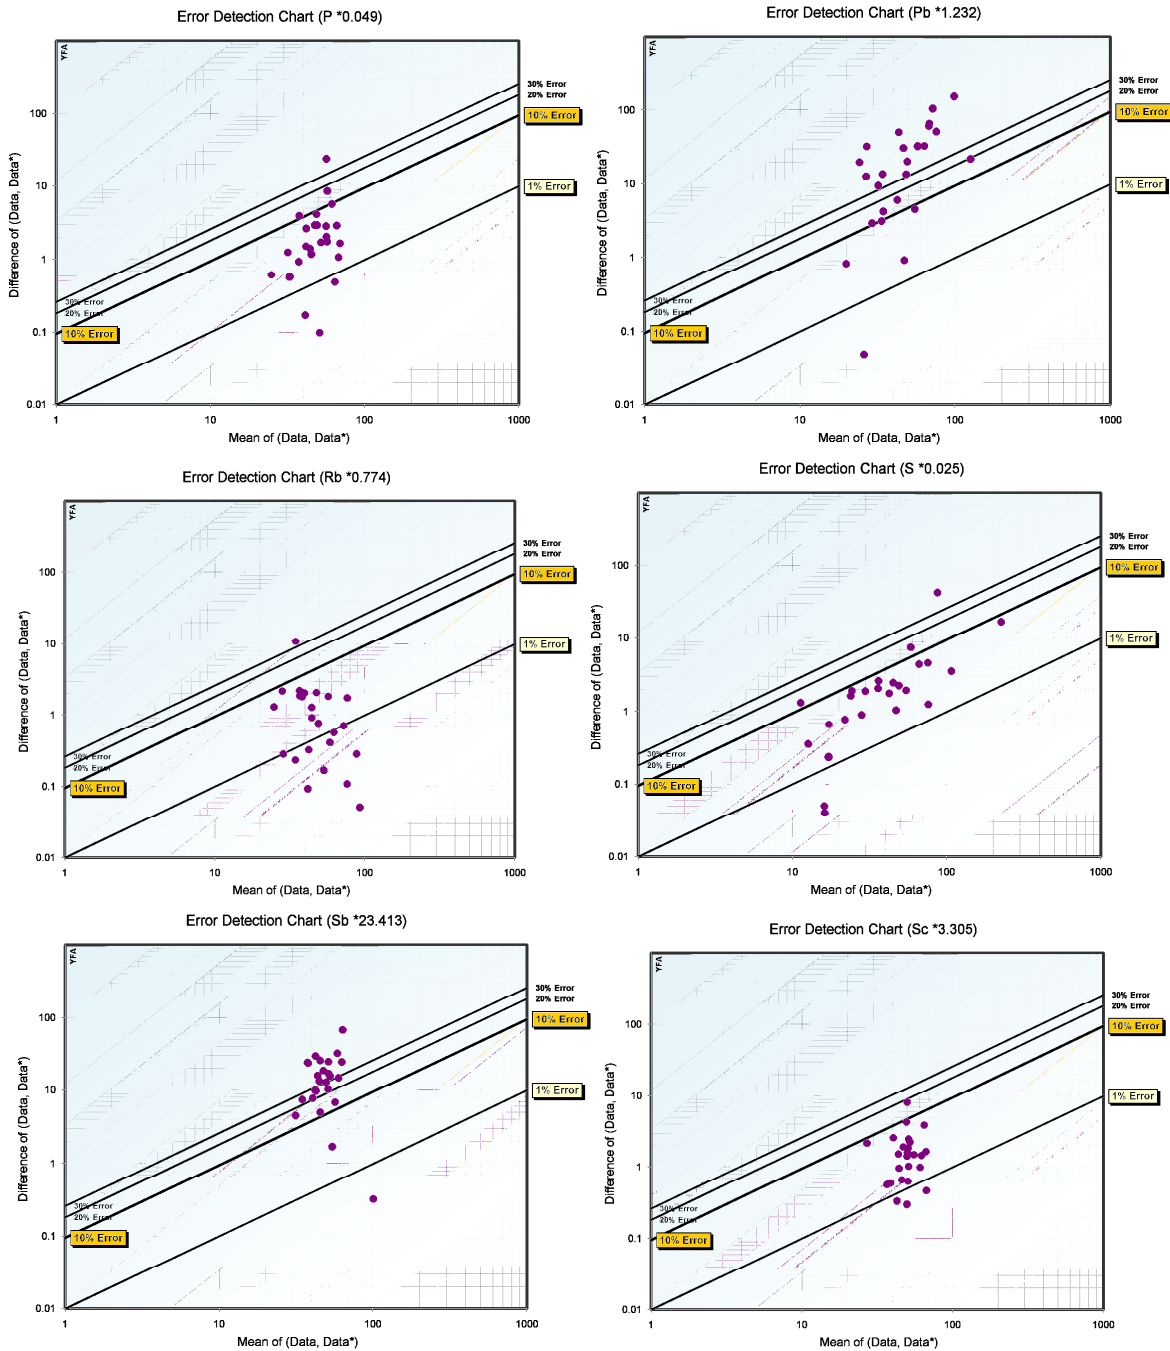 Error Detection Chart (P *0.049)
YFA
Difference of (Data, Data*)
100
10
1
0.1
0.01
30% Error
20% Error
10% Error
1% Error
30% Error
20% Error
10% Error
1
10
100
1000
Mean of (Data, Data*)
Error Detection Chart (Pb *1.232)
YFA
Difference of (Data, Data*)
100
10
1
0.1
0.01
30% Error
20% Error
10% Error
1% Error
30% Error
20% Error
10% Error
1
10
100
1000
Mean of (Data, Data*)
Error Detection Chart (Rb *0.774)
YFA
Difference of (Data, Data*)
100
10
1
0.1
0.01
30% Error
20% Error
10% Error
1% Error
30% Error
20% Error
10% Error
1
10
100
1000
Mean of (Data, Data*)
Error Detection Chart (S *0.025)
YFA
Difference of (Data, Data*)
100
10
1
0.1
0.01
30% Error
20% Error
10% Error
1% Error
30% Error
20% Error
10% Error
1
10
100
1000
Mean of (Data, Data*)
Error Detection Chart (Sb *23.413)
YFA
Difference of (Data, Data*)
100
10
1
0.1
0.01
30% Error
20% Error
10% Error
1% Error
30% Error
20% Error
10% Error
1
10
100
1000
Mean of (Data, Data*)
Error Detection Chart (Sc *3.305)
YFA
Difference of (Data, Data*)
100
10
1
0.1
0.01
30% Error
20% Error
10% Error
1% Error
30% Error
20% Error
10% Error
1
10
100
1000
Mean of (Data, Data*)